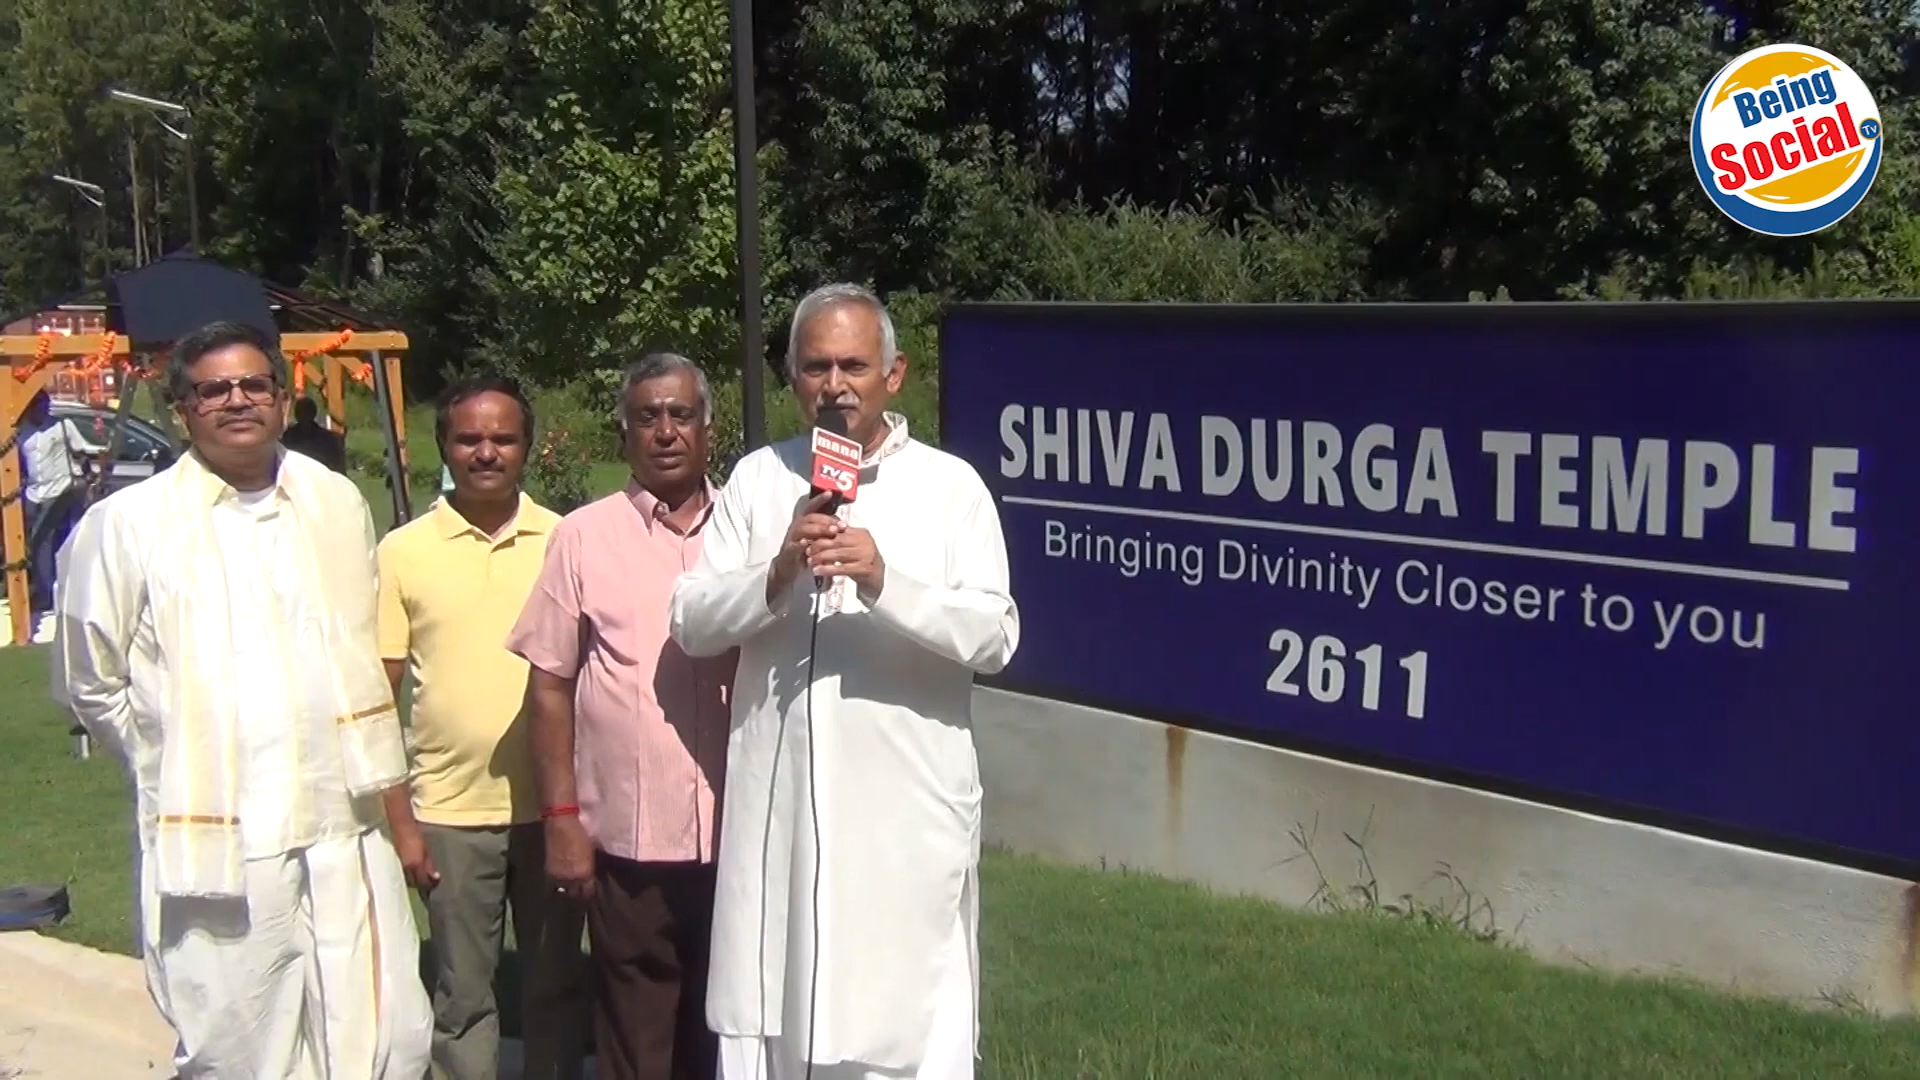 Being
Social
Tv
mana
TV5
SHIVA DURGA TEMPLE
Bringing Divinity Closer to you
2611